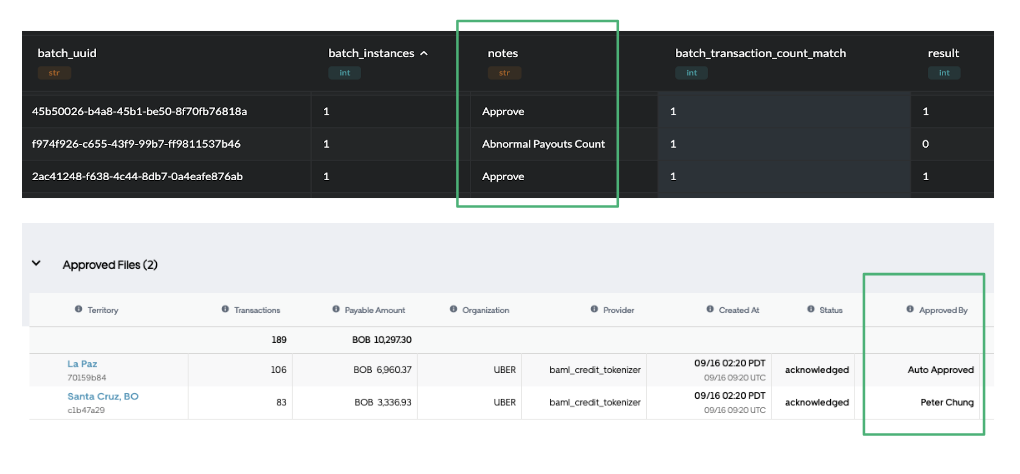 batch_uuid batch_instances notes batch_transaction_count_match result
str int str int int
45b50026-b4a8-45b1-be50-8f70fb76818a 1 Approve 1 1
f974f926-c655-43f9-99b7-ff9811537b46 1 Abnormal Payouts Count 1 0
2ac41248-f638-4c44-8db7-0a4eafe876ab 1 Approve 1 1
Approved Files (2)
Territory Transactions Payable Amount Organization Provider Created At Status Approved By
189 BOB 10,297.30
La Paz 106 BOB 6,960.37 UBER baml_credit_tokenizer 09/16 02:20 PDT acknowledged Auto Approved
70159b84 09/16 09:20 UTC
Santa Cruz, BO 83 BOB 3,336.93 UBER baml_credit_tokenizer 09/16 02:20 PDT acknowledged Peter Chung
c1b47a29 09/16 09:20 UTC